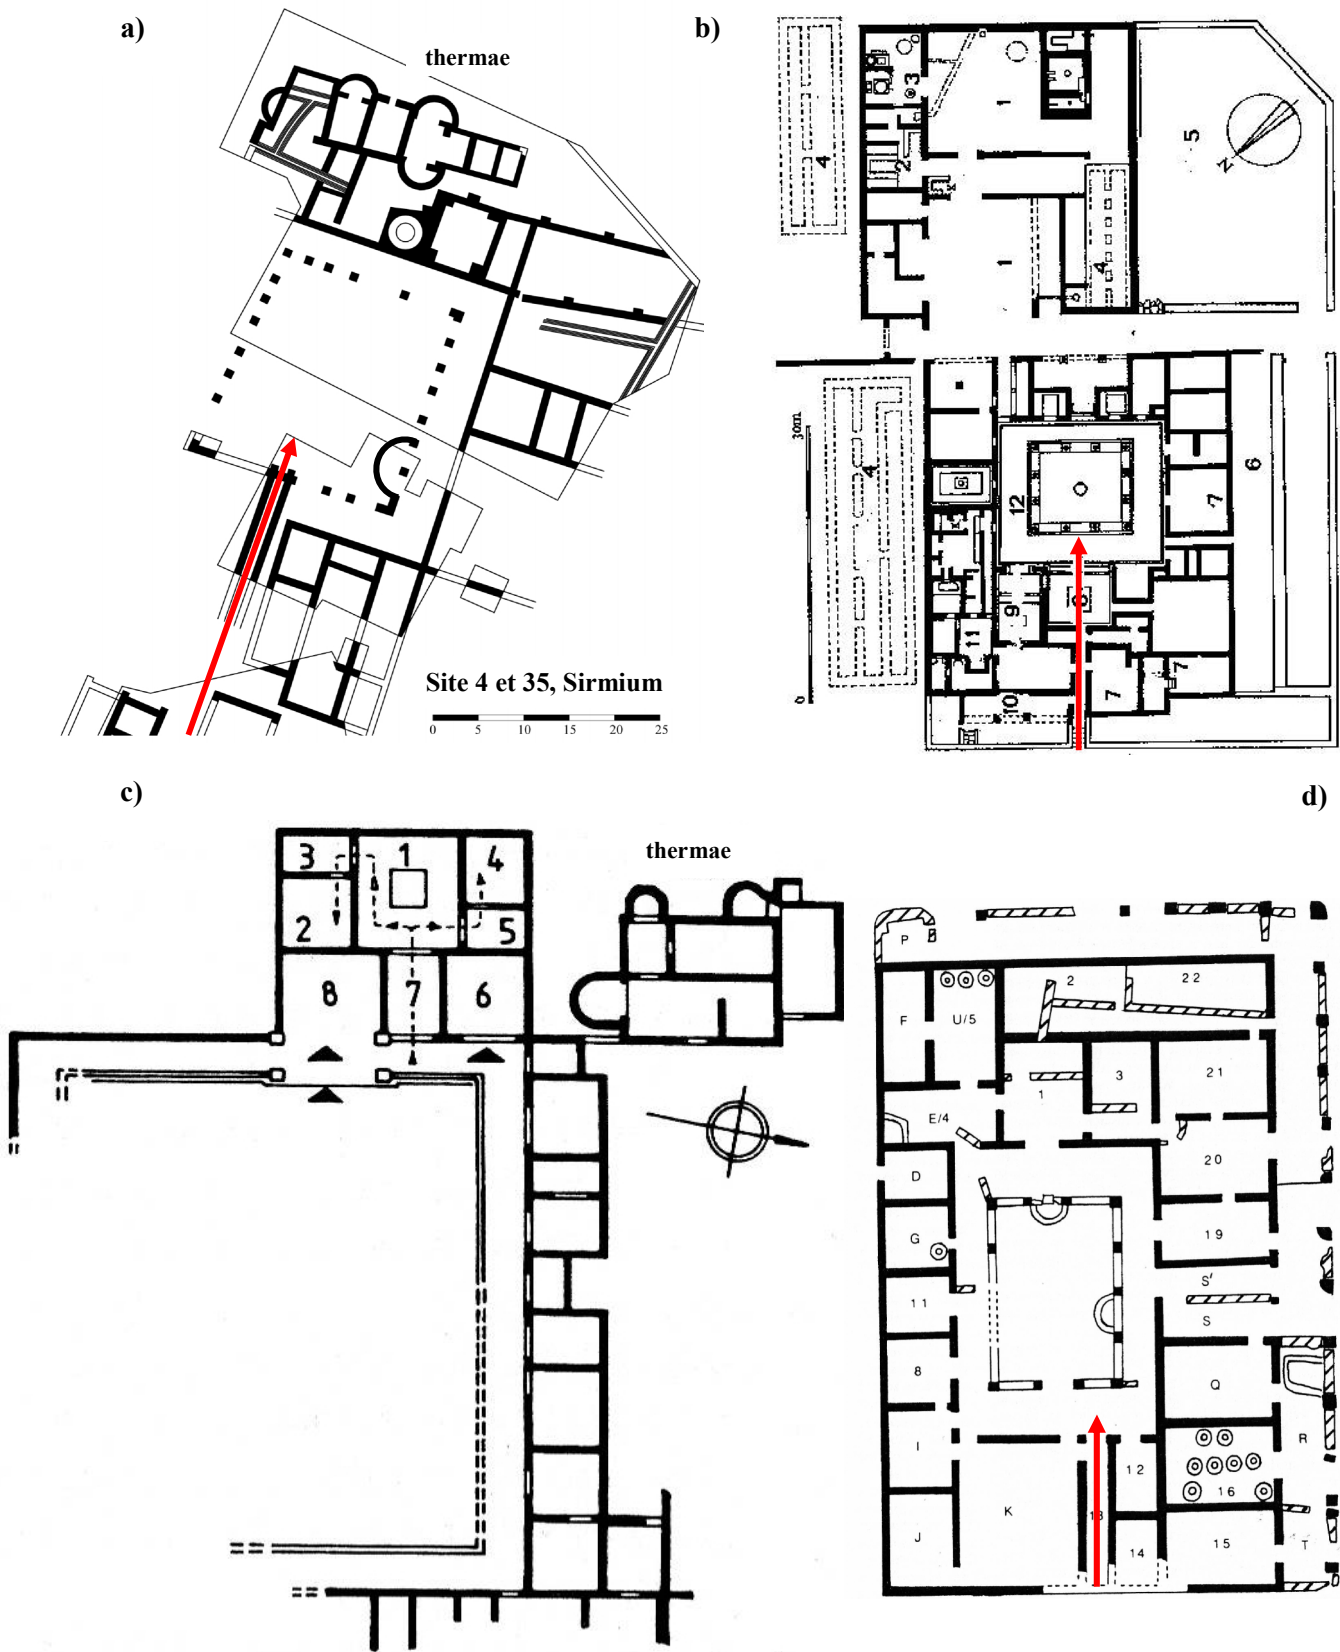 a)
thermae
Site 4 et 35, Sirmium
0 5 10 15 20 25
b)
3
1
2
4
5
N
1
4
30m
4
12
7
6
8
9
11
7
7
10
0
c)
thermae
3 1 4
2 5
8 7 6
d)
P
2 22
F U/5
3 21
1
E/4
20
D
G 19
S'
11
S
8 Q
I R
12
K 16
13
J 14 15 T